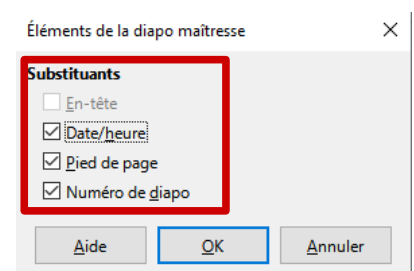 Éléments de la diapo maîtresse
Substituants
En-tête
Date/heure
Pied de page
Numéro de diapo
Aide OK Annuler